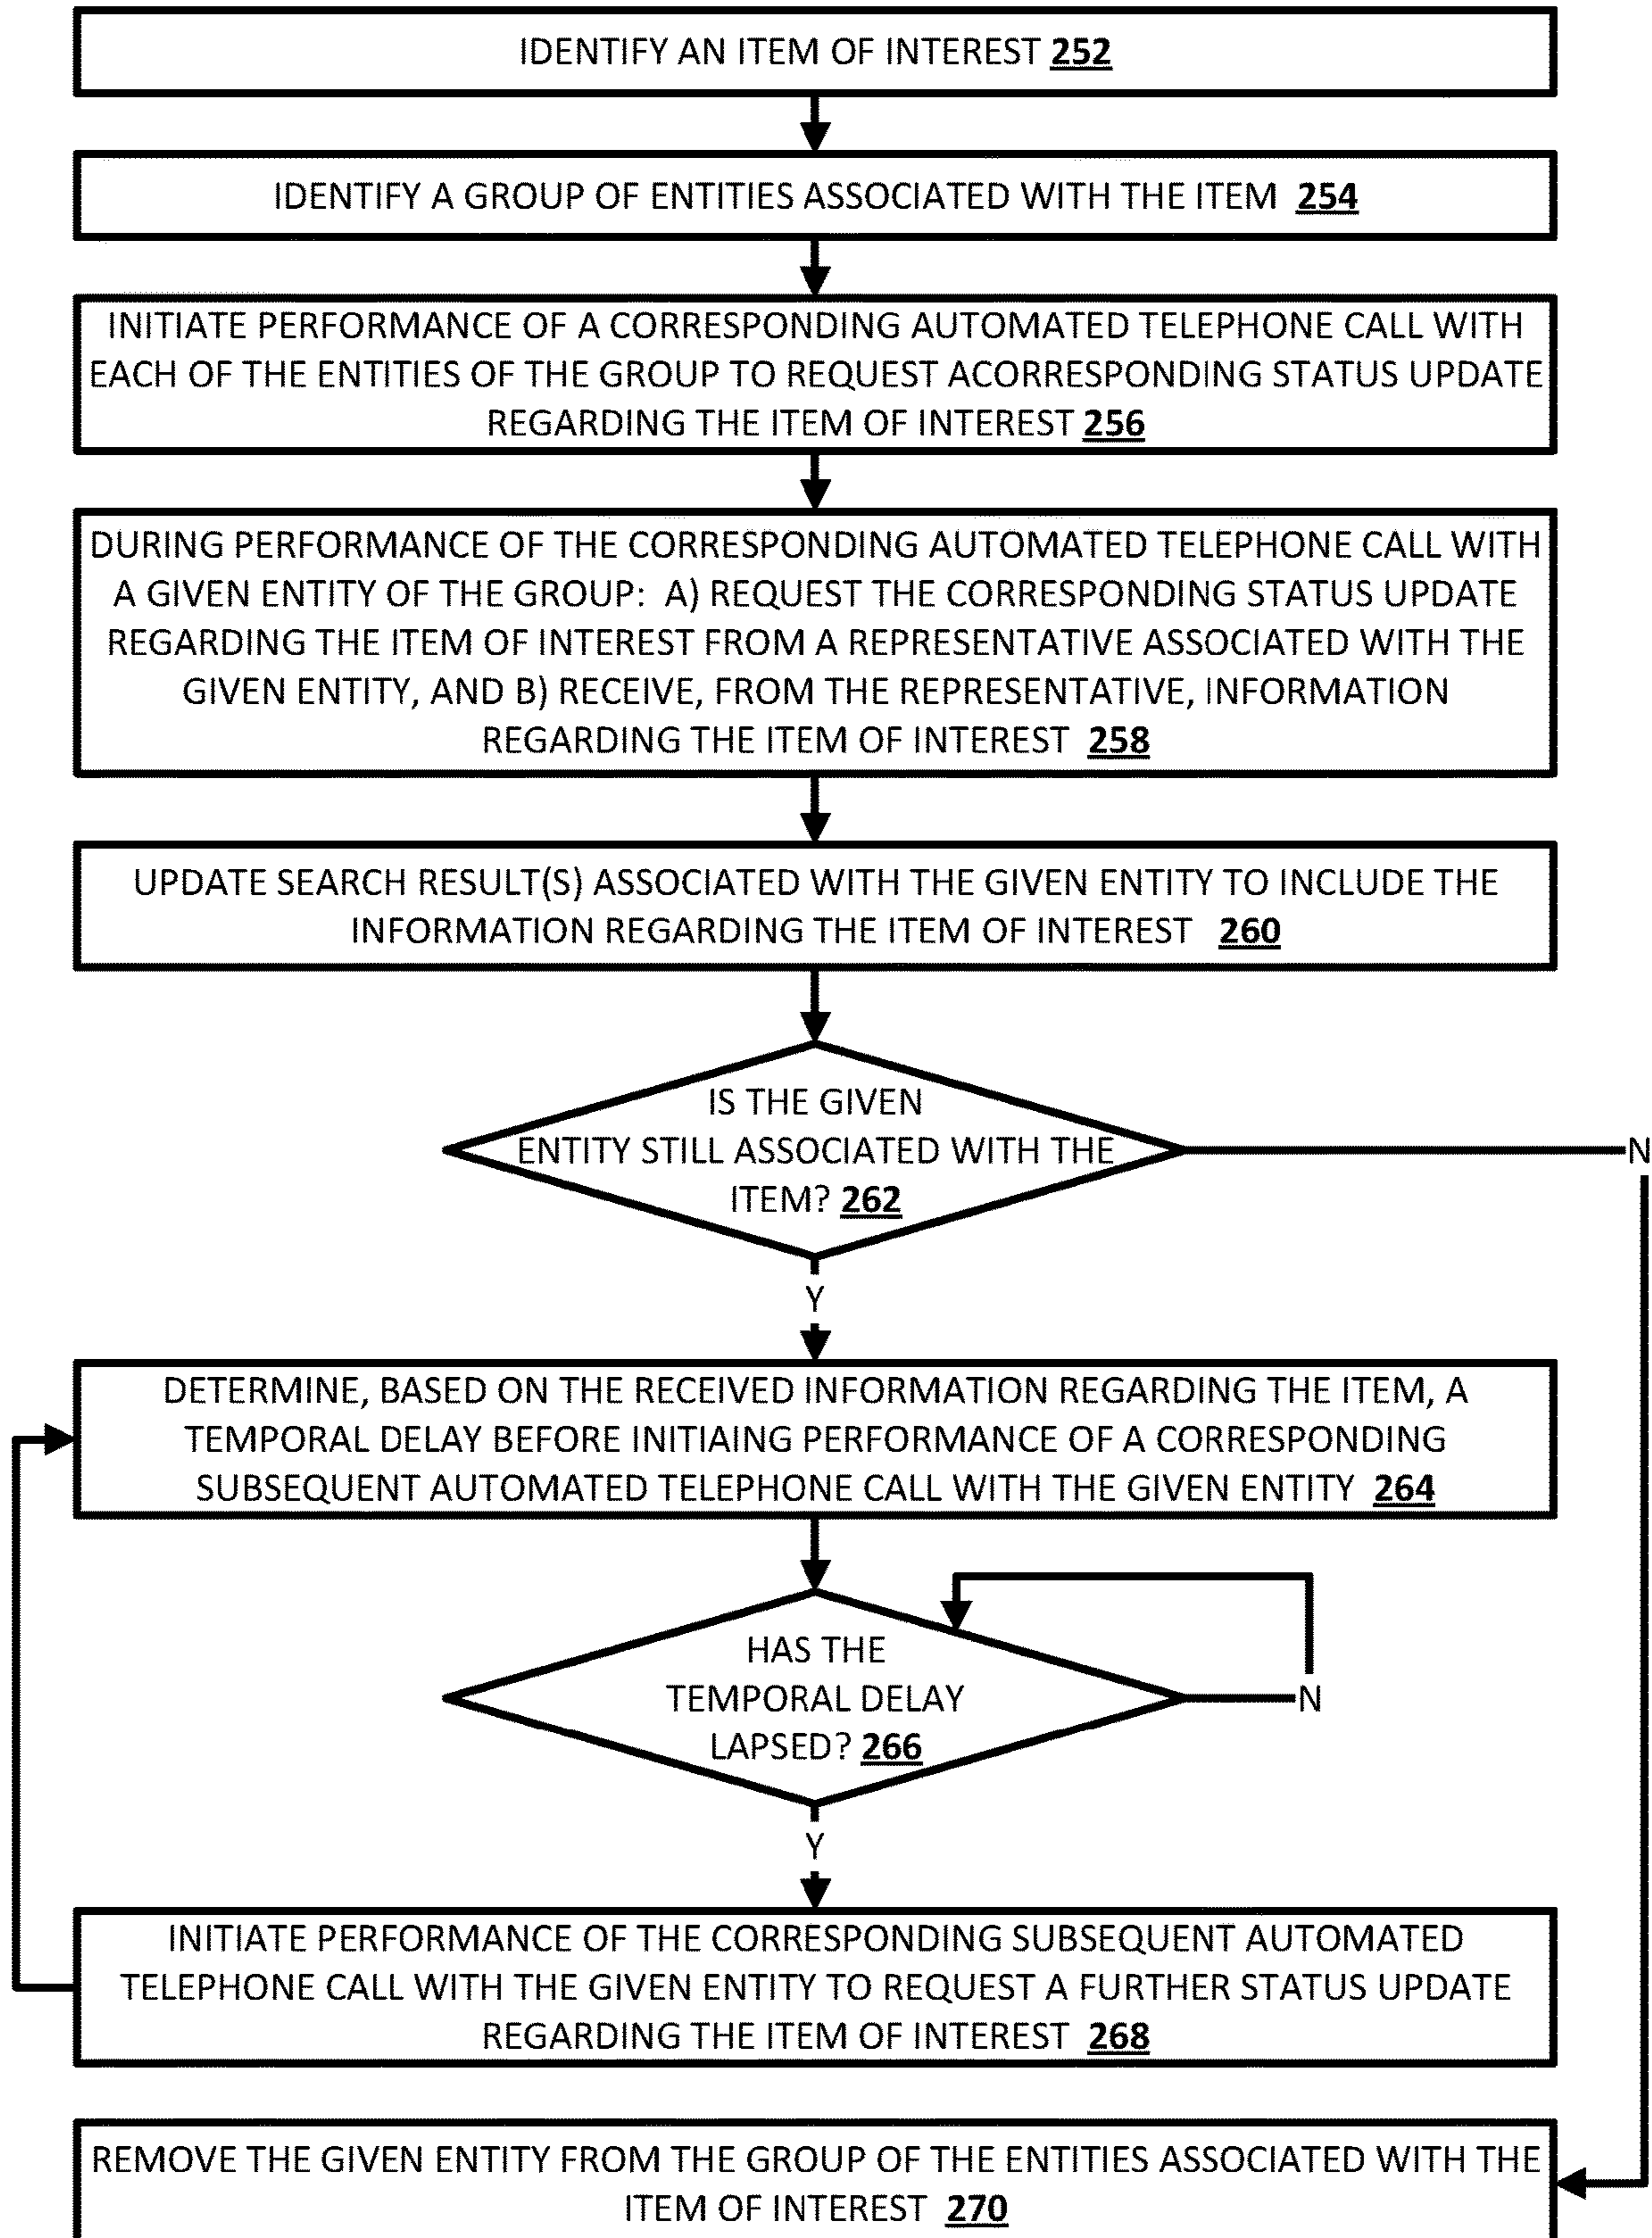 IDENTIFY AN ITEM OF INTEREST 252
IDENTIFY A GROUP OF ENTITIES ASSOCIATED WITH THE ITEM 254
INITIATE PERFORMANCE OF A CORRESPONDING AUTOMATED TELEPHONE CALL WITH
EACH OF THE ENTITIES OF THE GROUP TO REQUEST ACORRESPONDING STATUS UPDATE
REGARDING THE ITEM OF INTEREST 256
DURING PERFORMANCE OF THE CORRESPONDING AUTOMATED TELEPHONE CALL WITH
A GIVEN ENTITY OF THE GROUP: A) REQUEST THE CORRESPONDING STATUS UPDATE
REGARDING THE ITEM OF INTEREST FROM A REPRESENTATIVE ASSOCIATED WITH THE
GIVEN ENTITY, AND B) RECEIVE, FROM THE REPRESENTATIVE, INFORMATION
REGARDING THE ITEM OF INTEREST 258
UPDATE SEARCH RESULT(S) ASSOCIATED WITH THE GIVEN ENTITY TO INCLUDE THE
INFORMATION REGARDING THE ITEM OF INTEREST 260
IS THE GIVEN
ENTITY STILL ASSOCIATED WITH THE
ITEM? 262
N
Y
DETERMINE, BASED ON THE RECEIVED INFORMATION REGARDING THE ITEM, A
TEMPORAL DELAY BEFORE INITIAING PERFORMANCE OF A CORRESPONDING
SUBSEQUENT AUTOMATED TELEPHONE CALL WITH THE GIVEN ENTITY 264
HAS THE
TEMPORAL DELAY
LAPSED? 266
N
Y
INITIATE PERFORMANCE OF THE CORRESPONDING SUBSEQUENT AUTOMATED
TELEPHONE CALL WITH THE GIVEN ENTITY TO REQUEST A FURTHER STATUS UPDATE
REGARDING THE ITEM OF INTEREST 268
REMOVE THE GIVEN ENTITY FROM THE GROUP OF THE ENTITIES ASSOCIATED WITH THE
ITEM OF INTEREST 270